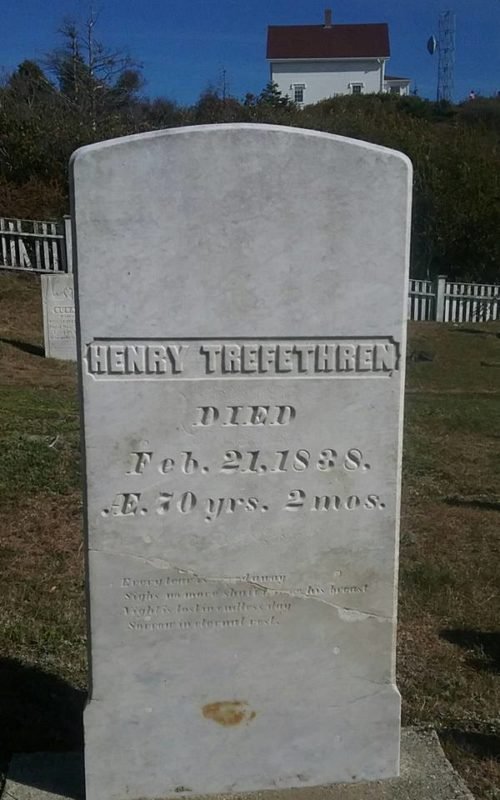 HENRY TREFETHREN,
DIED
Feb. 21, 1838.
Æ. 70 yrs. 2 mos.
Every tear is away
Sighs no more shall his breast
Night is lost in endless day
Sorrow in eternal rest.